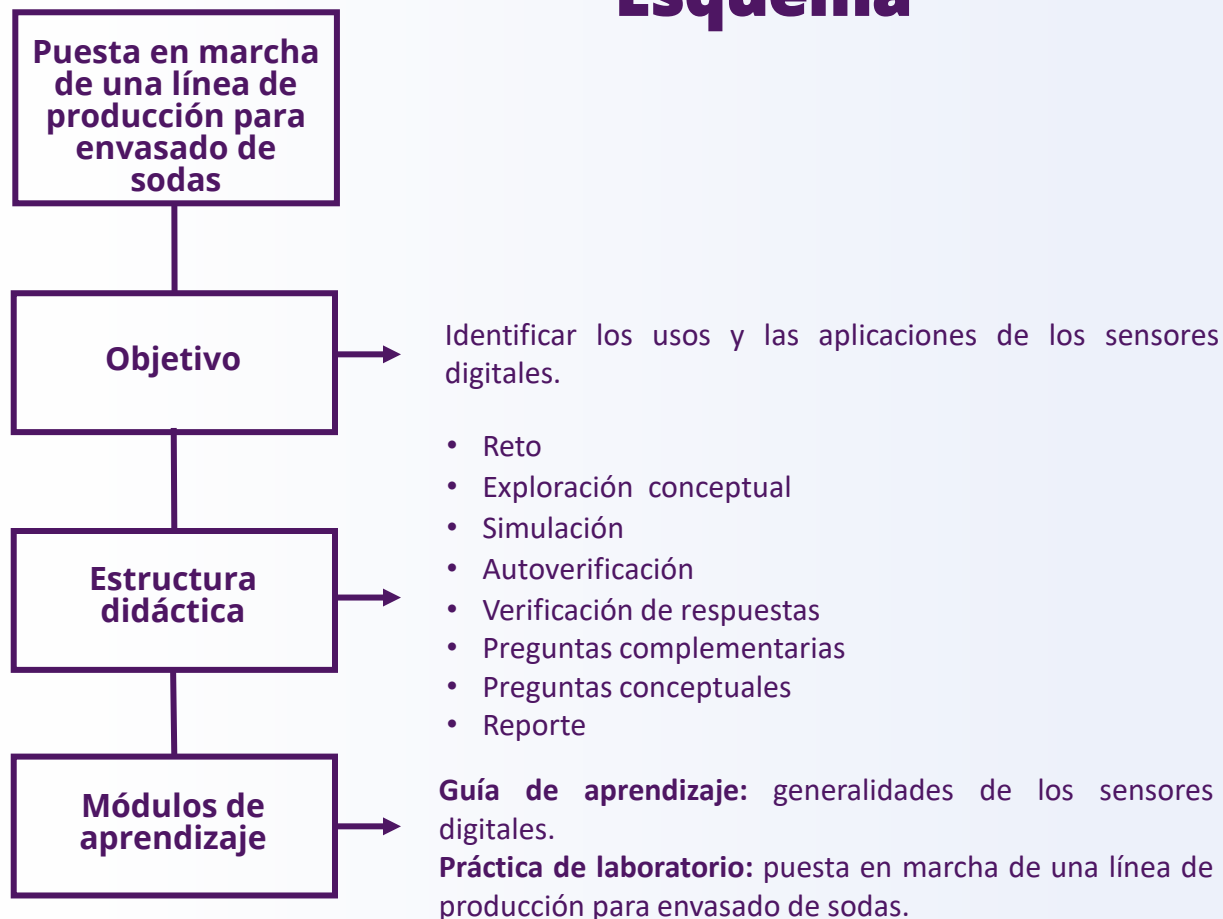 Esquema
Puesta en marcha
de una línea de
producción para
envasado de
sodas
Objetivo
Identificar los usos y las aplicaciones de los sensores
digitales.
Estructura
didáctica
• Reto
• Exploración conceptual
• Simulación
• Autoverificación
• Verificación de respuestas
• Preguntas complementarias
• Preguntas conceptuales
• Reporte
Módulos de
aprendizaje
Guía de aprendizaje: generalidades de los sensores
digitales.
Práctica de laboratorio: puesta en marcha de una línea de
producción para envasado de sodas.